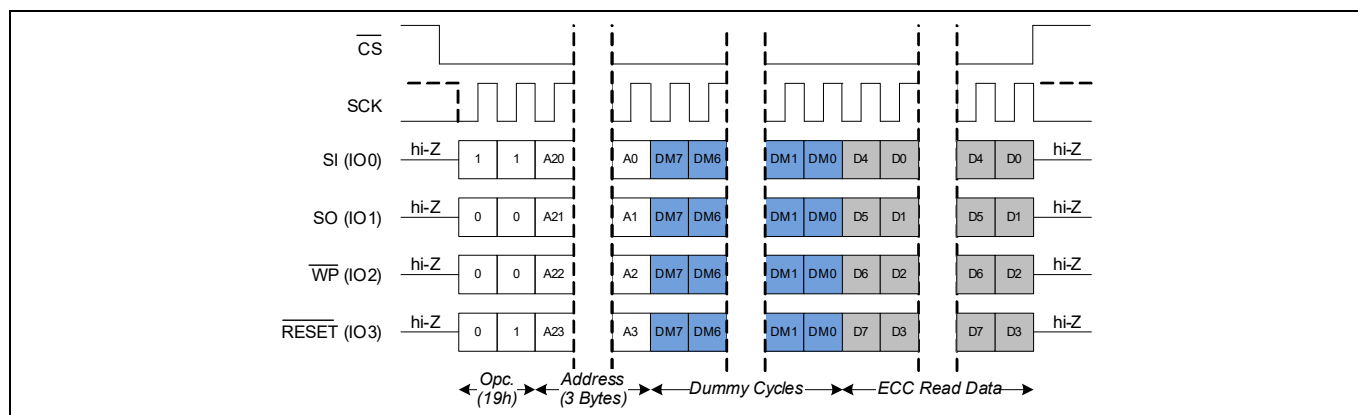 CS
SCK
SI (IO0) hi-Z 1 1 A20 A0 DM7 DM6 DM1 DM0 D4 D0 D4 D0 hi-Z
SO (IO1) hi-Z 0 0 A21 A1 DM7 DM6 DM1 DM0 D5 D1 D5 D1 hi-Z
WP (IO2) hi-Z 0 0 A22 A2 DM7 DM6 DM1 DM0 D6 D2 D6 D2 hi-Z
RESET (IO3) hi-Z 0 1 A23 A3 DM7 DM6 DM1 DM0 D7 D3 D7 D3 hi-Z
Opc. Address Dummy Cycles ECC Read Data
(19h) (3 Bytes)